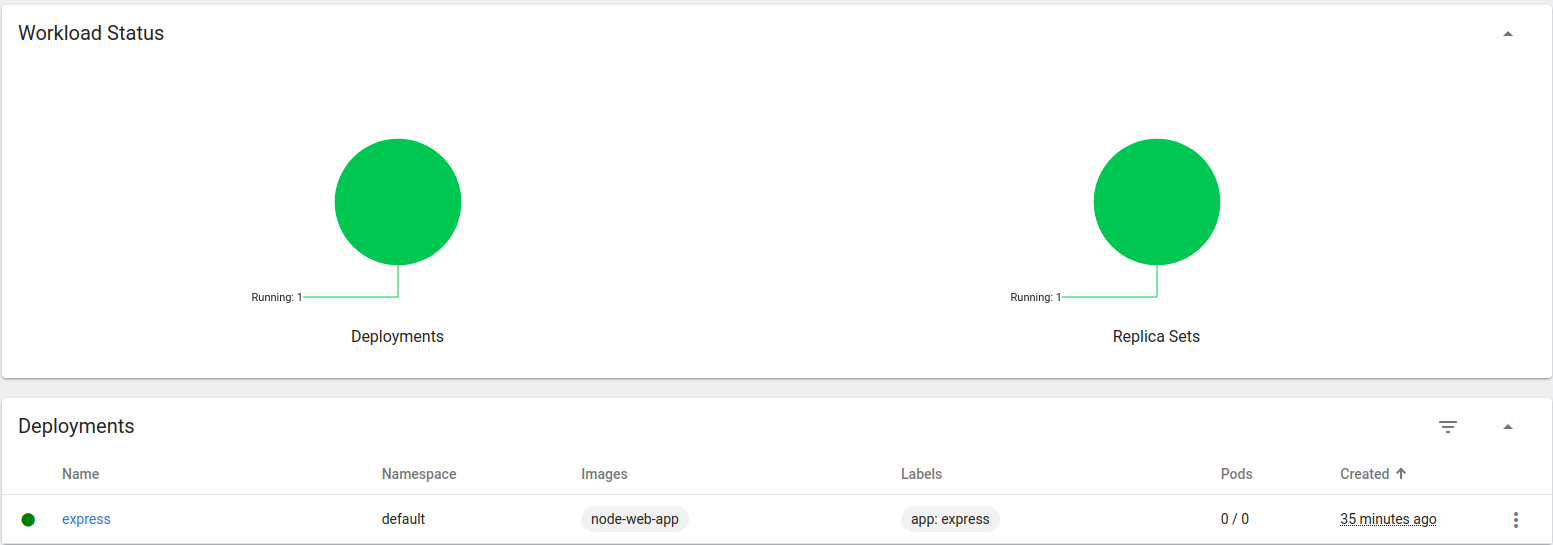 Workload Status
Running: 1
Running: 1
Deployments
Replica Sets
Deployments
Name Namespace Images Labels Pods Created
express default node-web-app app: express 0 / 0 35 minutes ago